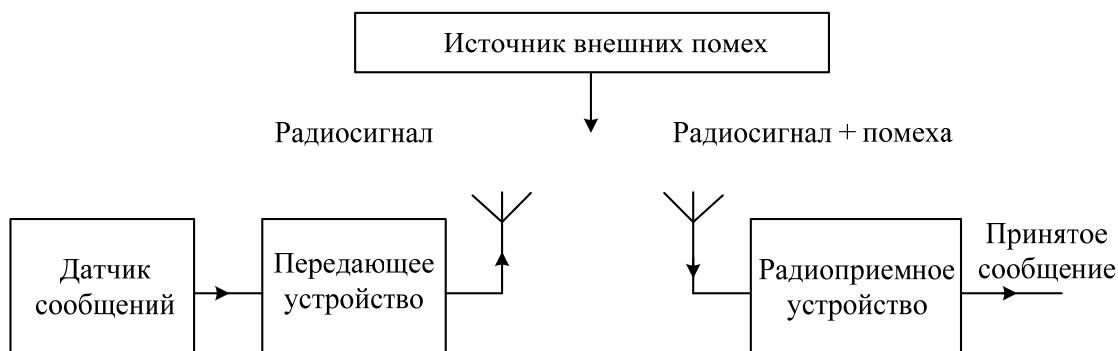 Источник внешних помех
Радиосигнал
Радиосигнал + помеха
Датчик
сообщений
Передающее
устройство
Радиоприемное
устройство
Принятое
сообщение